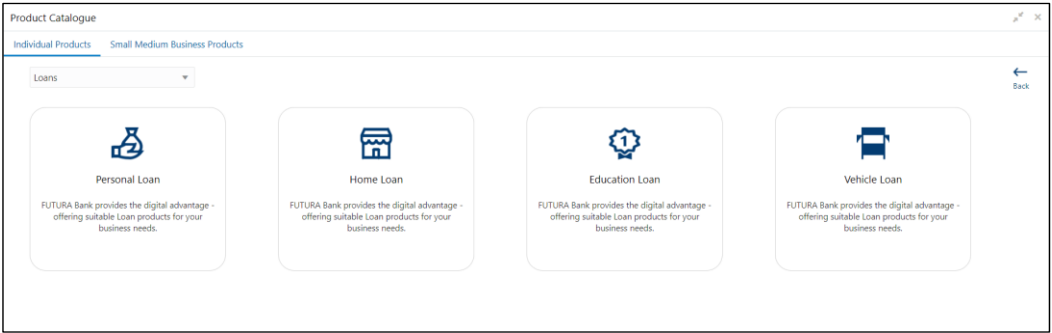 Product Catalogue
Individual Products Small Medium Business Products
Loans
Back
1
Personal Loan Home Loan Education Loan Vehicle Loan
FUTURA Bank provides the digital advantage -
offering suitable Loan products for your
business needs.
FUTURA Bank provides the digital advantage -
offering suitable Loan products for your
business needs.
FUTURA Bank provides the digital advantage -
offering suitable Loan products for your
business needs.
FUTURA Bank provides the digital advantage -
offering suitable Loan products for your
business needs.